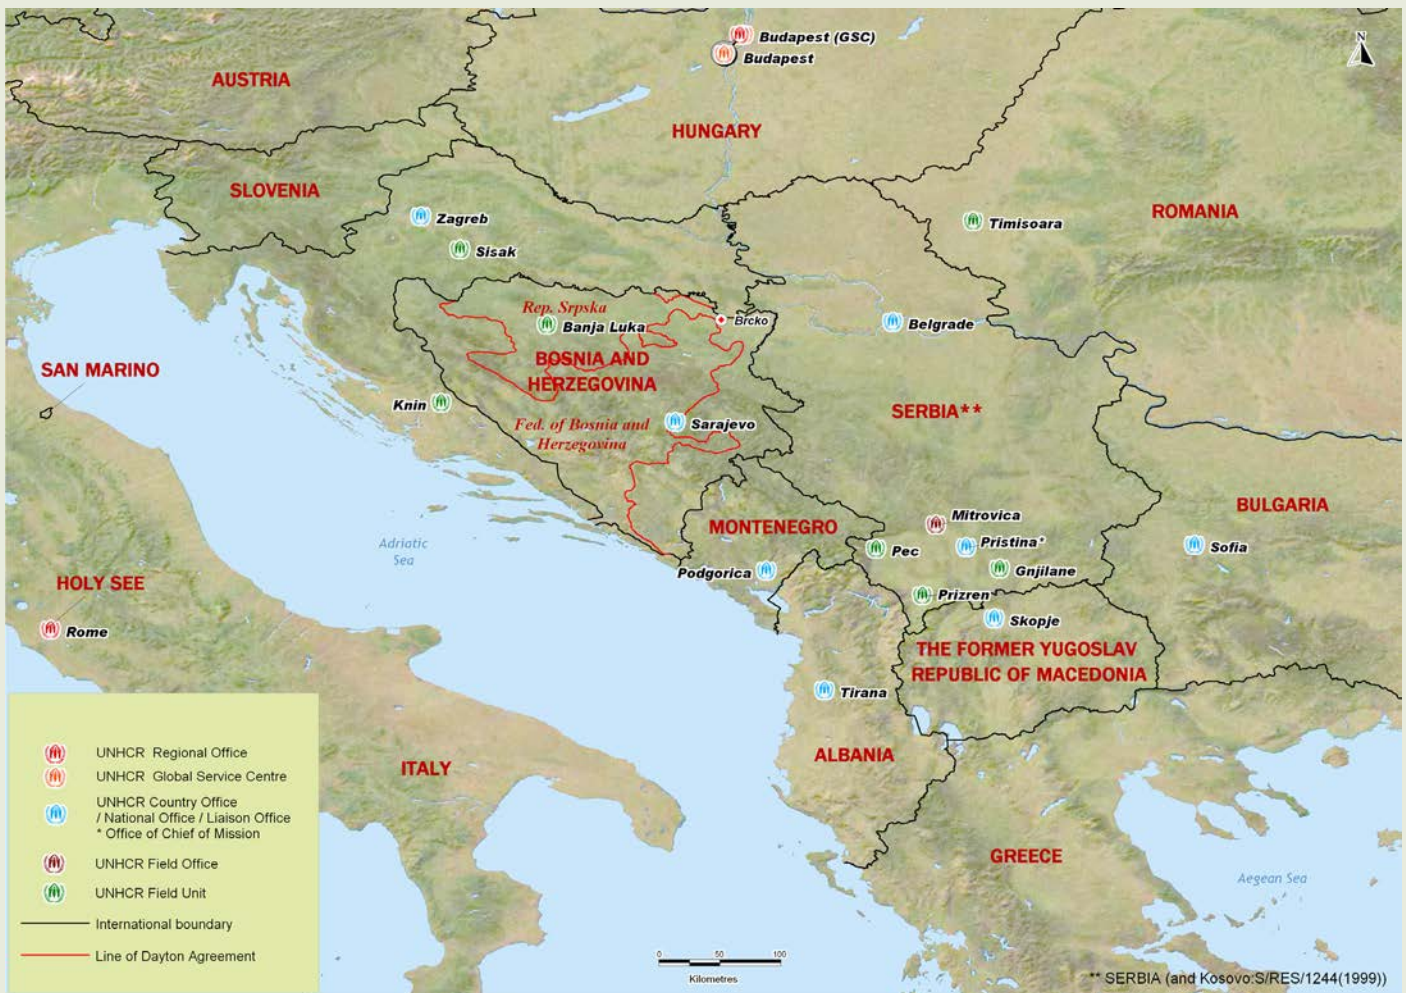 N
Budapest (GSC)
Budapest
AUSTRIA
HUNGARY
SLOVENIA
ROMANIA
Zagreb
Timisoara
Sisak
Rep. Srpska
Banja Luka
Brcko
Belgrade
BOSNIA AND
HERZEGOVINA
SAN MARINO
Knin
SERBIA**
Fed. of Bosnia and
Herzegovina
Sarajevo
BULGARIA
MONTENEGRO
Mitrovica
Pristina*
Sofia
Adriatic
Sea
Pec
Gnjilane
Podgorica
HOLY SEE
Prizren
Rome
Skopje
THE FORMER YUGOSLAV
REPUBLIC OF MACEDONIA
Tirana
ALBANIA
ITALY
GREECE
Aegean Sea
UNHCR Regional Office
UNHCR Global Service Centre
UNHCR Country Office
/ National Office / Liaison Office
* Office of Chief of Mission
UNHCR Field Office
UNHCR Field Unit
International boundary
Line of Dayton Agreement
0 50 100
Kilometres
** SERBIA (and Kosovo:S/RES/1244(1999))